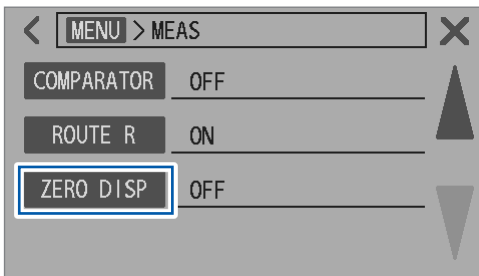 MENU > MEAS
COMPARATOR OFF
ROUTE R ON
ZERO DISP OFF